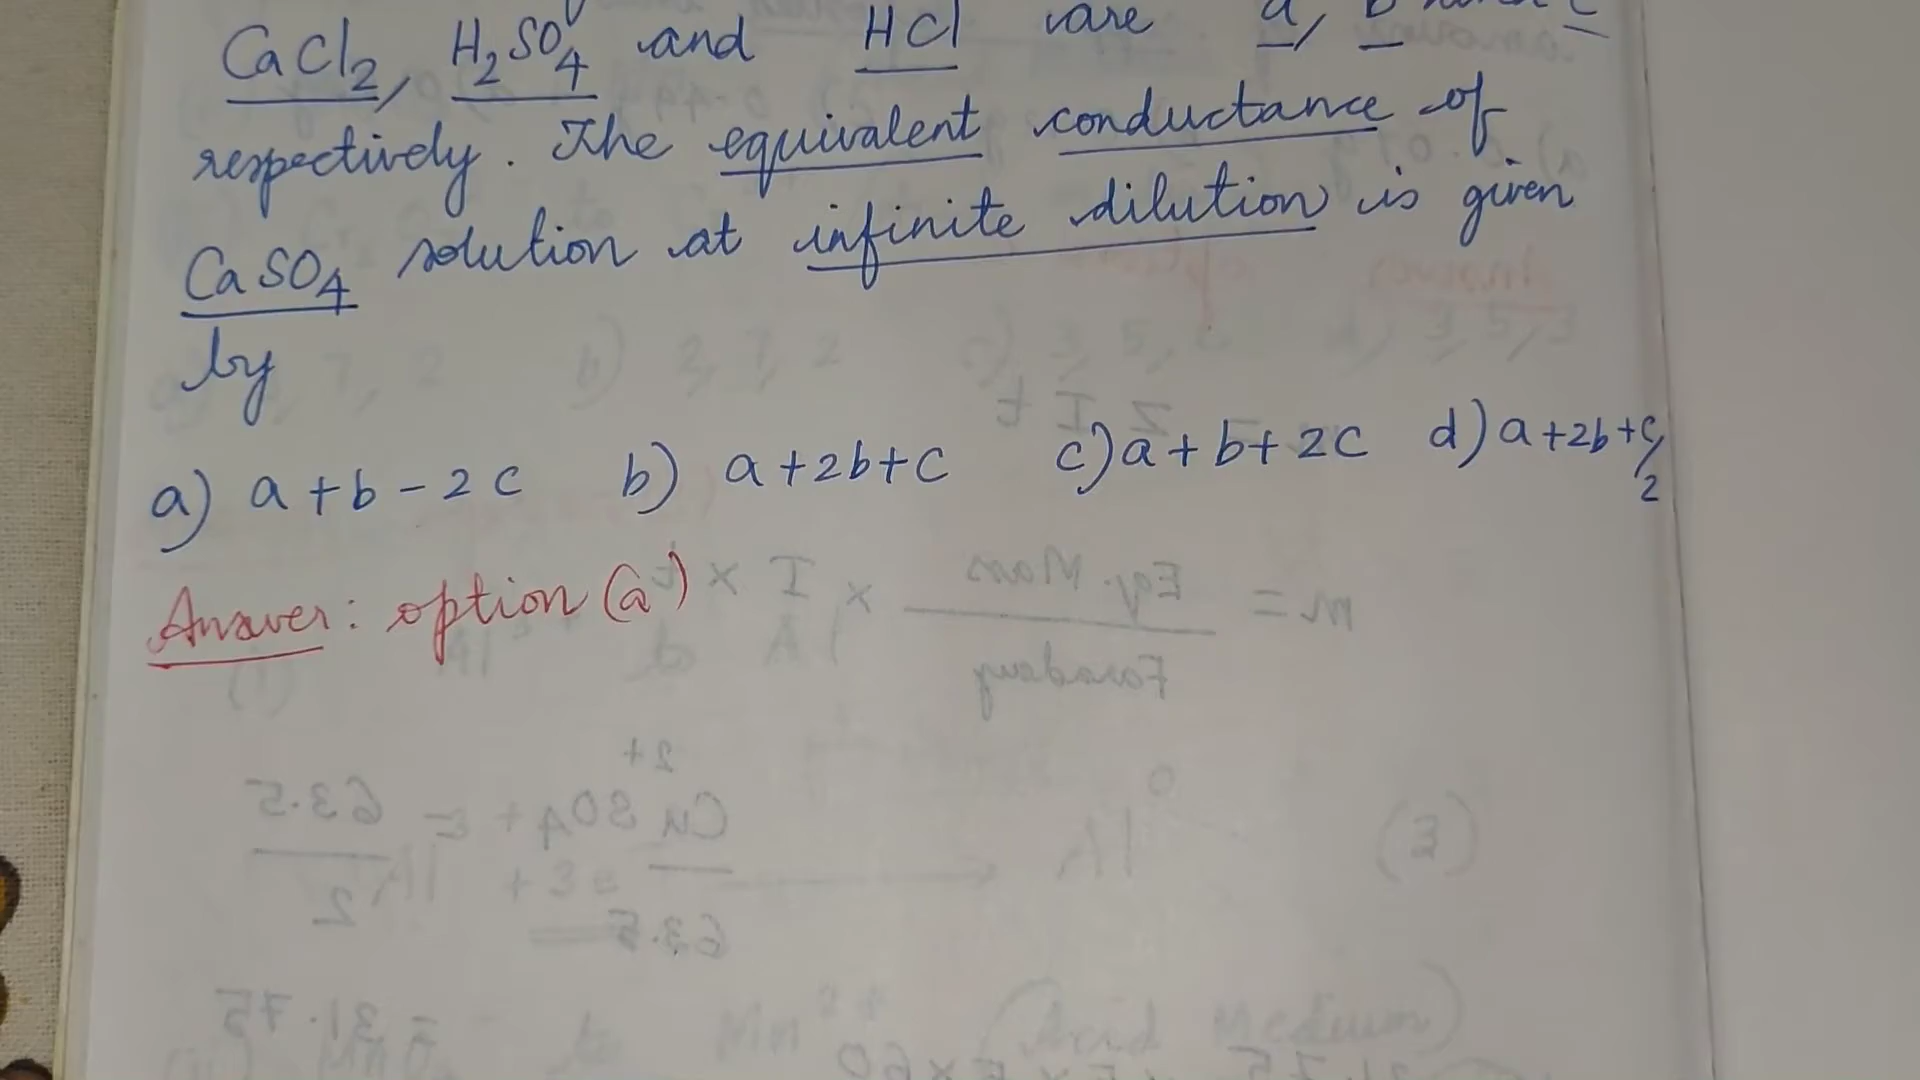 CaCl2, H2SO4 and HCl are a, b and c
respectively. The equivalent conductance of
CaSO4 solution at infinite dilution is given
by
a) a + b - 2c b) a + 2b + c c) a + b + 2c d) a + 2b + c/2
Answer: option (a)